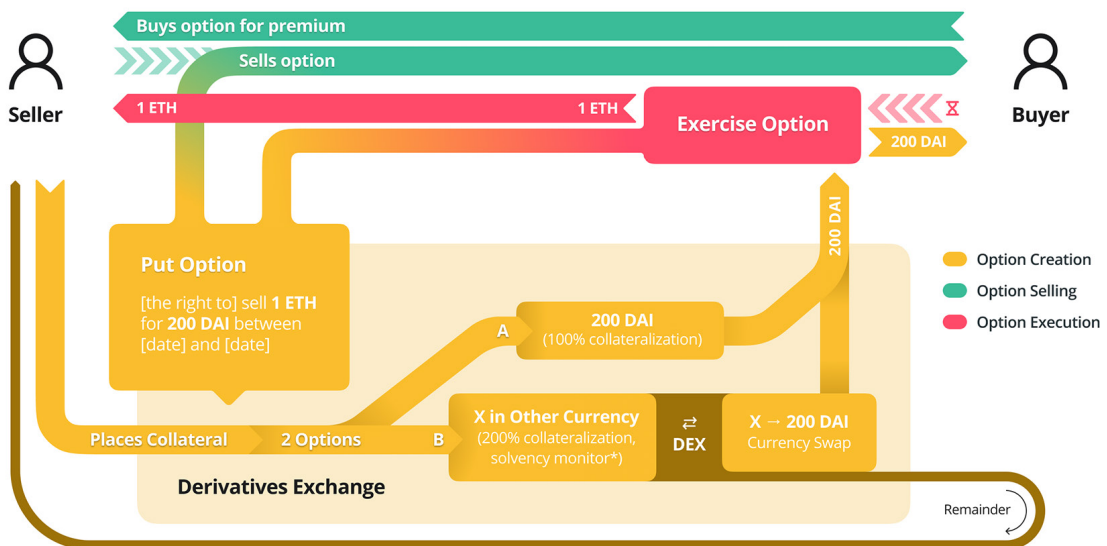 Buys option for premium
Sells option
Seller
Buyer
1 ETH
1 ETH
Exercise Option
200 DAI
200 DAI
Put Option
[the right to] sell 1 ETH
for 200 DAI between
[date] and [date]
Option Creation
Option Selling
Option Execution
A
200 DAI
(100% collateralization)
Places Collateral
2 Options
B
X in Other Currency
(200% collateralization,
solvency monitor*)
⇄
DEX
X → 200 DAI
Currency Swap
Derivatives Exchange
Remainder